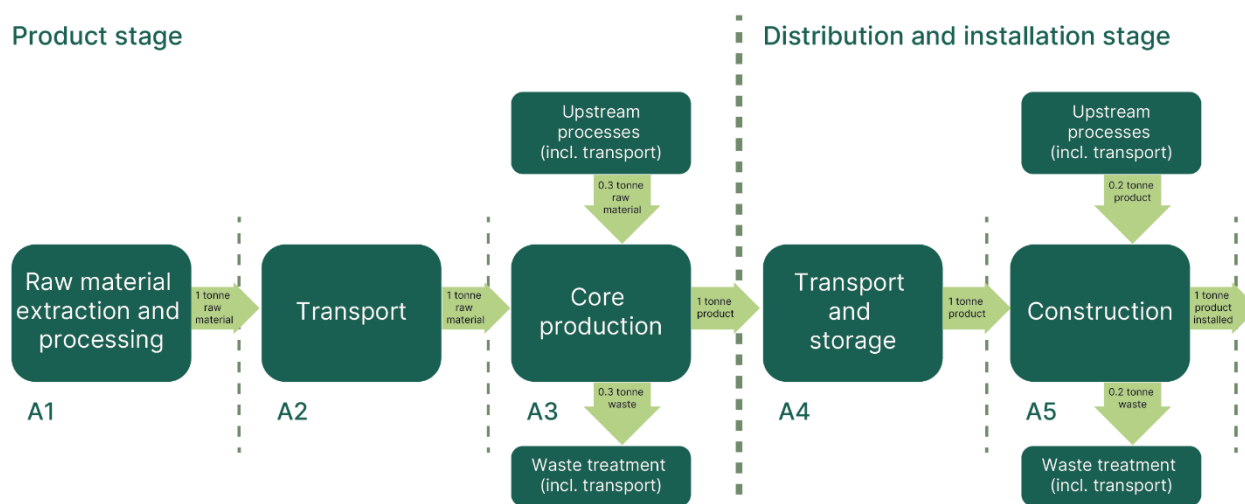 Product stage
Distribution and installation stage
Upstream
processes
(incl. transport)
Upstream
processes
(incl. transport)
0.3 tonne
raw
material
0.2 tonne
product
Raw material
extraction and
processing
1 tonne
raw
material
Transport
1 tonne
raw
material
Core
production
1 tonne
product
Transport
and
storage
1 tonne
product
Construction
1 tonne
product
installed
A1
A2
A3
0.3 tonne
waste
A4
A5
0.2 tonne
waste
Waste treatment
(incl. transport)
Waste treatment
(incl. transport)